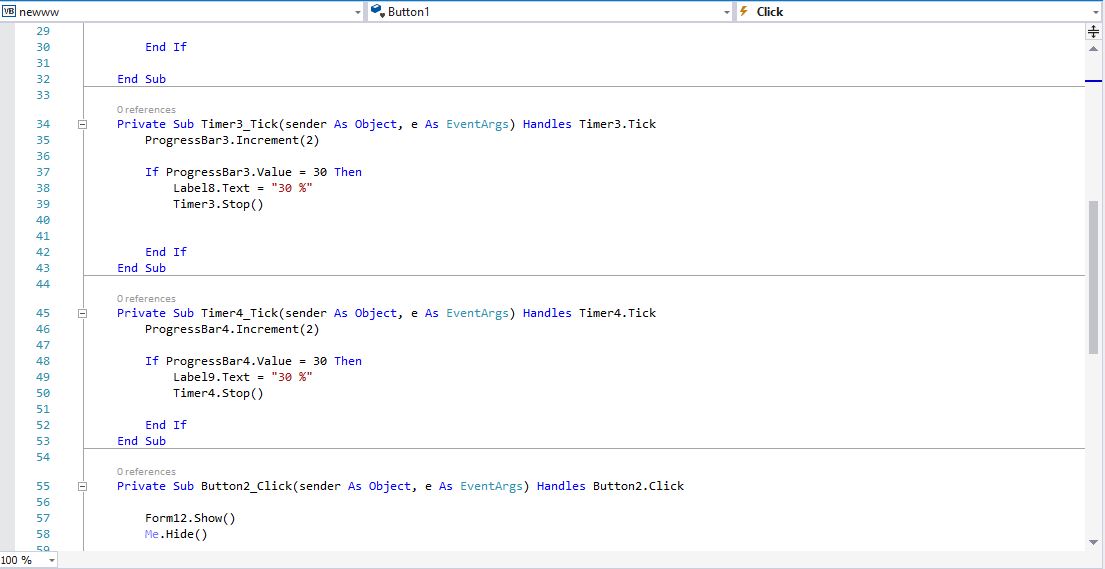 VB newww Button1 Click
29
30 End If
31
32 End Sub
33
0 references
34 Private Sub Timer3_Tick(sender As Object, e As EventArgs) Handles Timer3.Tick
35 ProgressBar3.Increment(2)
36
37 If ProgressBar3.Value = 30 Then
38 Label8.Text = "30 %"
39 Timer3.Stop()
40
41
42 End If
43 End Sub
44
0 references
45 Private Sub Timer4_Tick(sender As Object, e As EventArgs) Handles Timer4.Tick
46 ProgressBar4.Increment(2)
47
48 If ProgressBar4.Value = 30 Then
49 Label9.Text = "30 %"
50 Timer4.Stop()
51
52 End If
53 End Sub
54
0 references
55 Private Sub Button2_Click(sender As Object, e As EventArgs) Handles Button2.Click
56
57 Form12.Show()
58 Me.Hide()
59
100 %